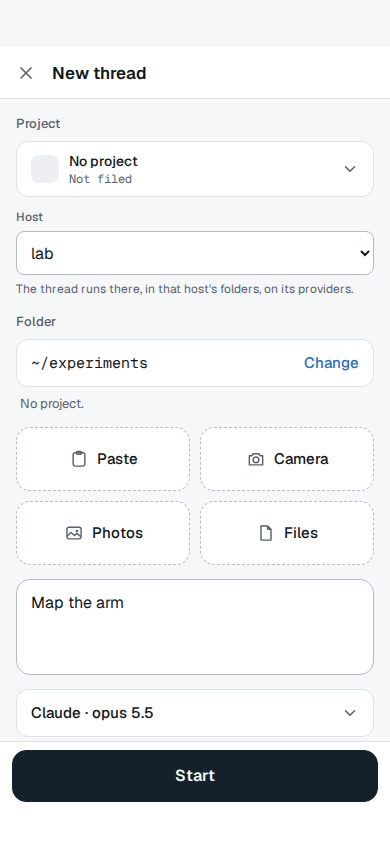 New thread
Project
No project
Not filed
Host
lab
The thread runs there, in that host's folders, on its providers.
Folder
~/experiments
Change
No project.
Paste
Camera
Photos
Files
Map the arm
Claude · opus 5.5
Start